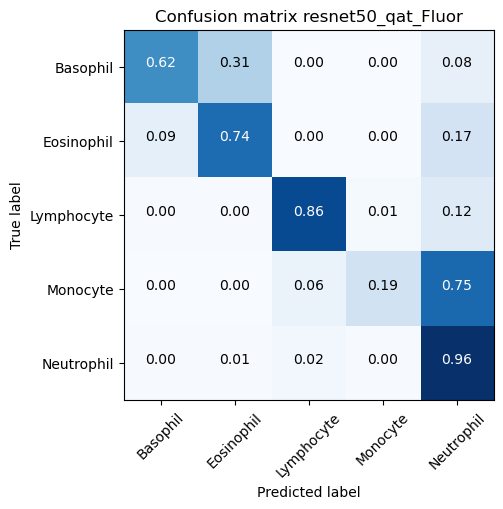 Confusion matrix resnet50_qat_Fluor
True label
Basophil 0.62 0.31 0.00 0.00 0.08
Eosinophil 0.09 0.74 0.00 0.00 0.17
Lymphocyte 0.00 0.00 0.86 0.01 0.12
Monocyte 0.00 0.00 0.06 0.19 0.75
Neutrophil 0.00 0.01 0.02 0.00 0.96
Basophil Eosinophil Lymphocyte Monocyte Neutrophil
Predicted label